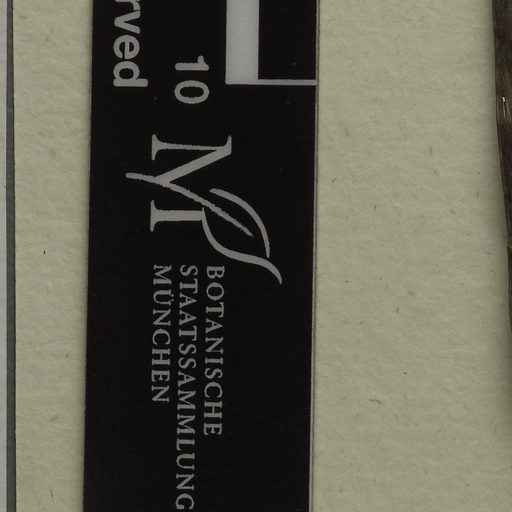 rved
10
M
BOTANISCHE
STAATSSAMMLUNG
MÜNCHEN